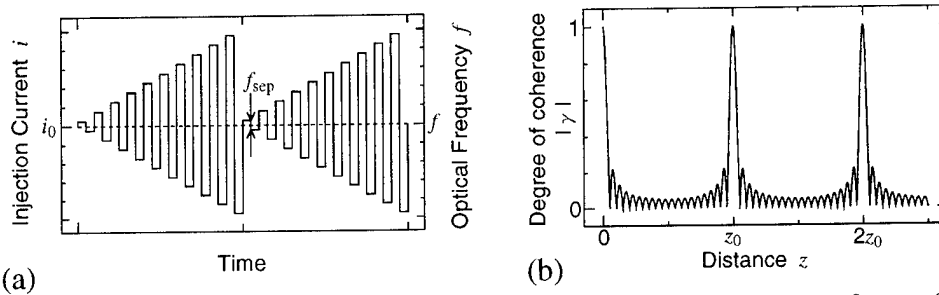 Injection Current i
i0
fsep
f
Optical Frequency f
Time
(a)
Degree of coherence
|γ|
1
0
0
z0
2z0
Distance z
(b)